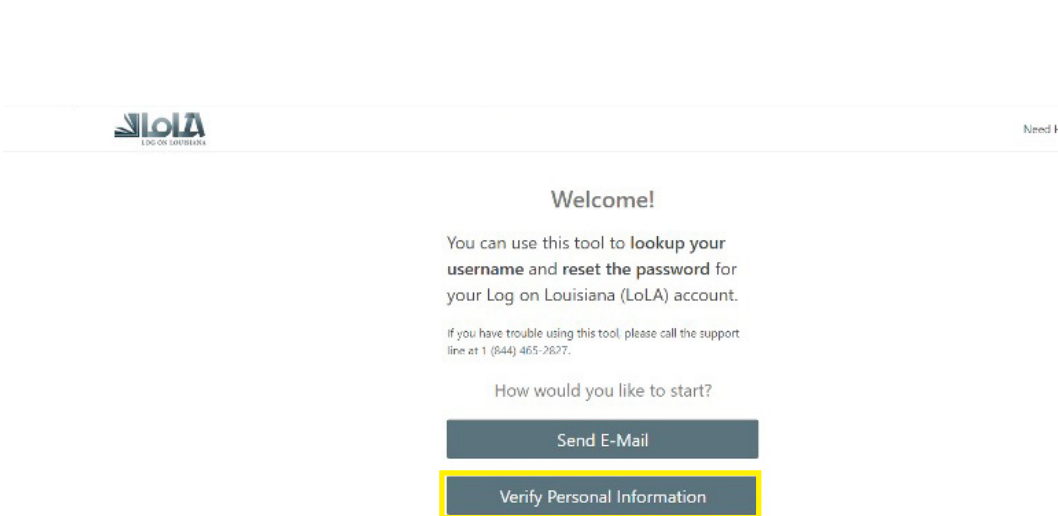 LoLA
LOG ON LOUISIANA
Need
Welcome!
You can use this tool to lookup your
username and reset the password for
your Log on Louisiana (LoLA) account.
If you have trouble using this tool, please call the support
line at 1 (844) 465-2827.
How would you like to start?
Send E-Mail
Verify Personal Information